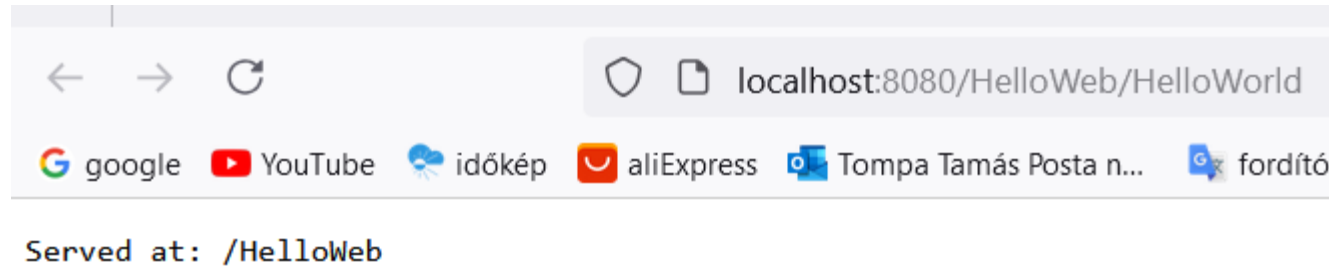 localhost:8080/HelloWeb/HelloWorld
google YouTube időkép aliExpress Tompa Tamás Posta n... fordító
Served at: /HelloWeb